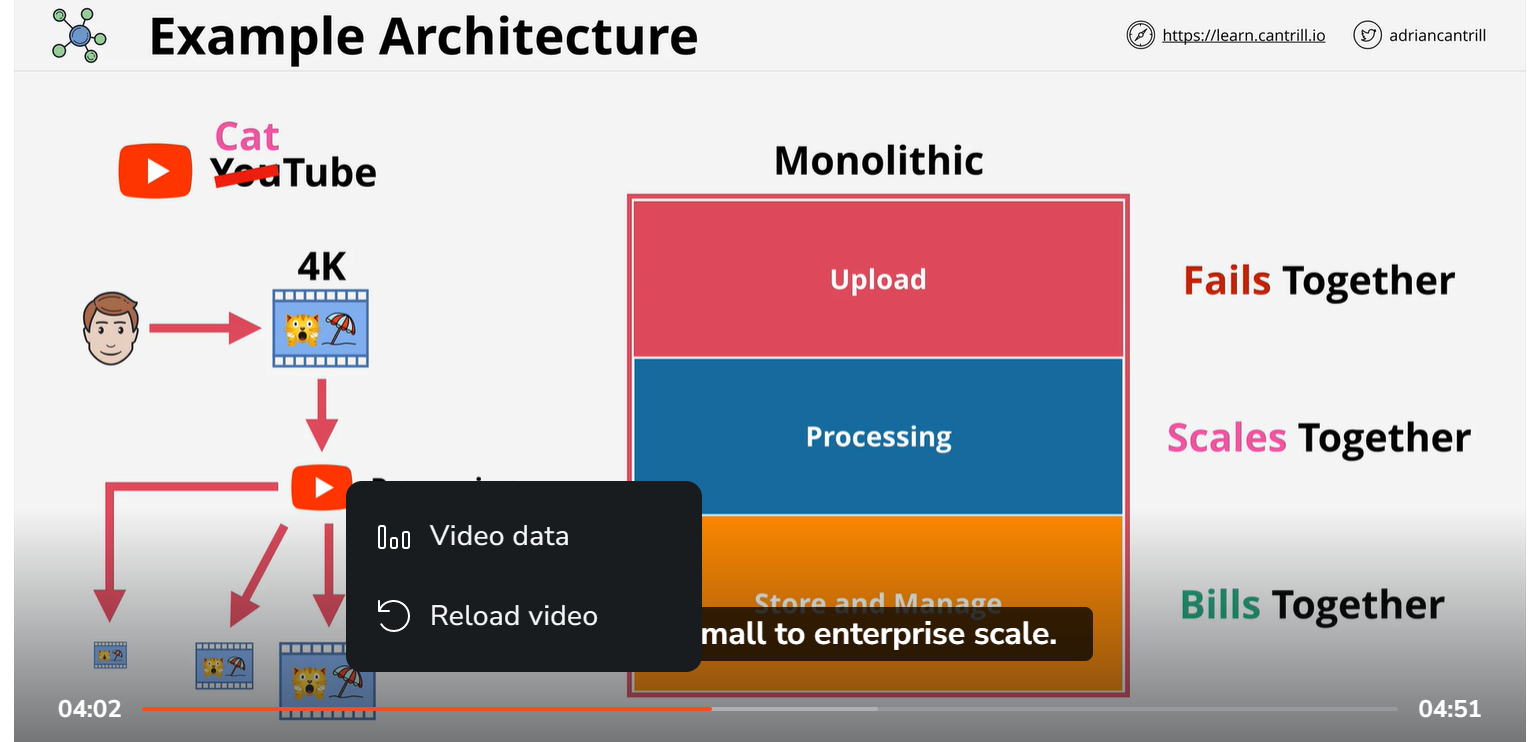 Example Architecture
https://learn.cantrill.io
adriancantrill
Cat
YouTube
Monolithic
4K
Upload
Fails Together
Processing
Scales Together
Video data
Reload video
Store and Manage
Bills Together
mall to enterprise scale.
04:02
04:51